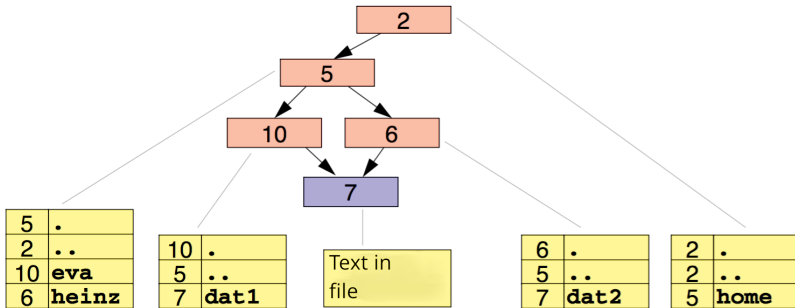 2
5
10 6
7
5 .
2 ..
10 eva
6 heinz
10 .
5 ..
7 dat1
Text in
file
6 .
5 ..
7 dat2
2 .
2 ..
5 home